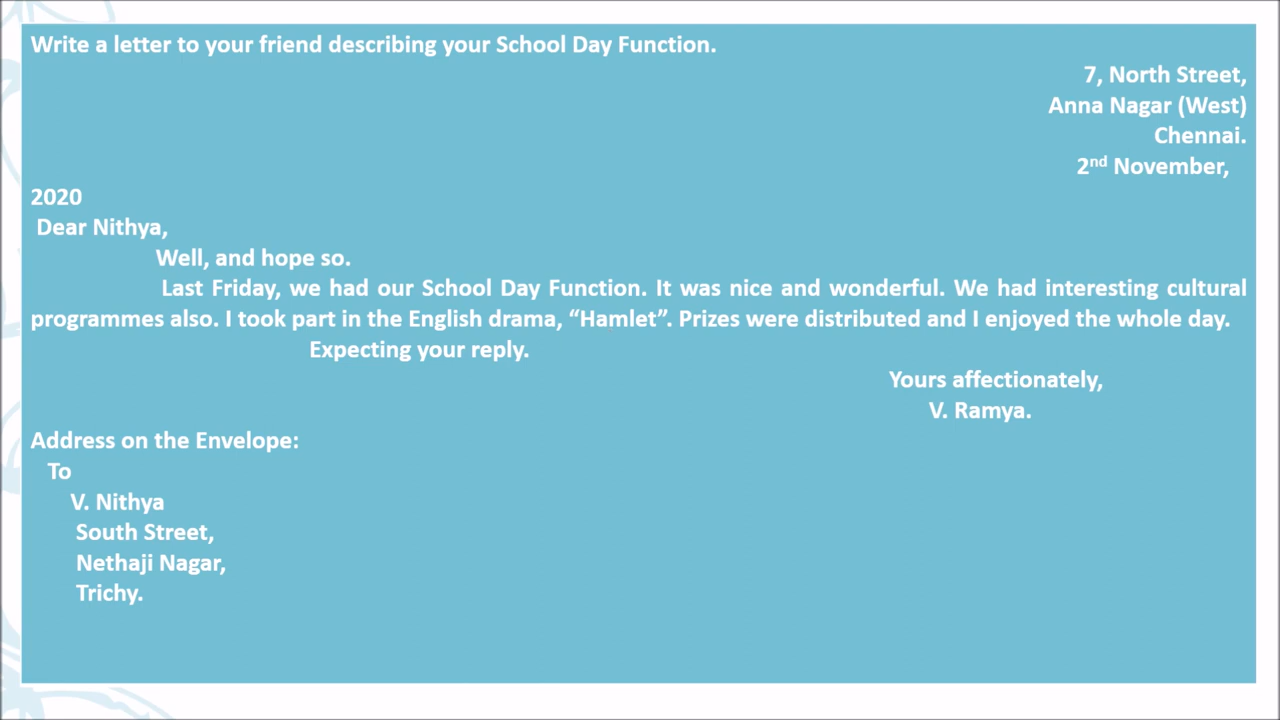 Write a letter to your friend describing your School Day Function.
7, North Street,
Anna Nagar (West)
Chennai.
2nd November,
2020
Dear Nithya,
Well, and hope so.
Last Friday, we had our School Day Function. It was nice and wonderful. We had interesting cultural
programmes also. I took part in the English drama, “Hamlet”. Prizes were distributed and I enjoyed the whole day.
Expecting your reply.
Yours affectionately,
V. Ramya.
Address on the Envelope:
To
V. Nithya
South Street,
Nethaji Nagar,
Trichy.